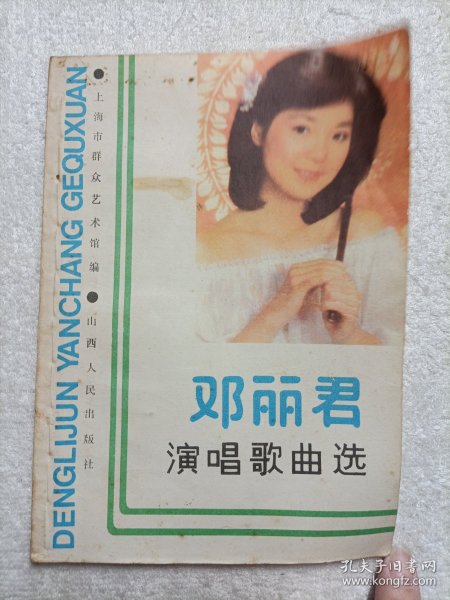 DENGLIJUN YANCHANG GEQUXUAN
●上海市群众艺术馆编●山西人民出版社
邓丽君
演唱歌曲选
孔夫子旧书网
www.kongfz.com